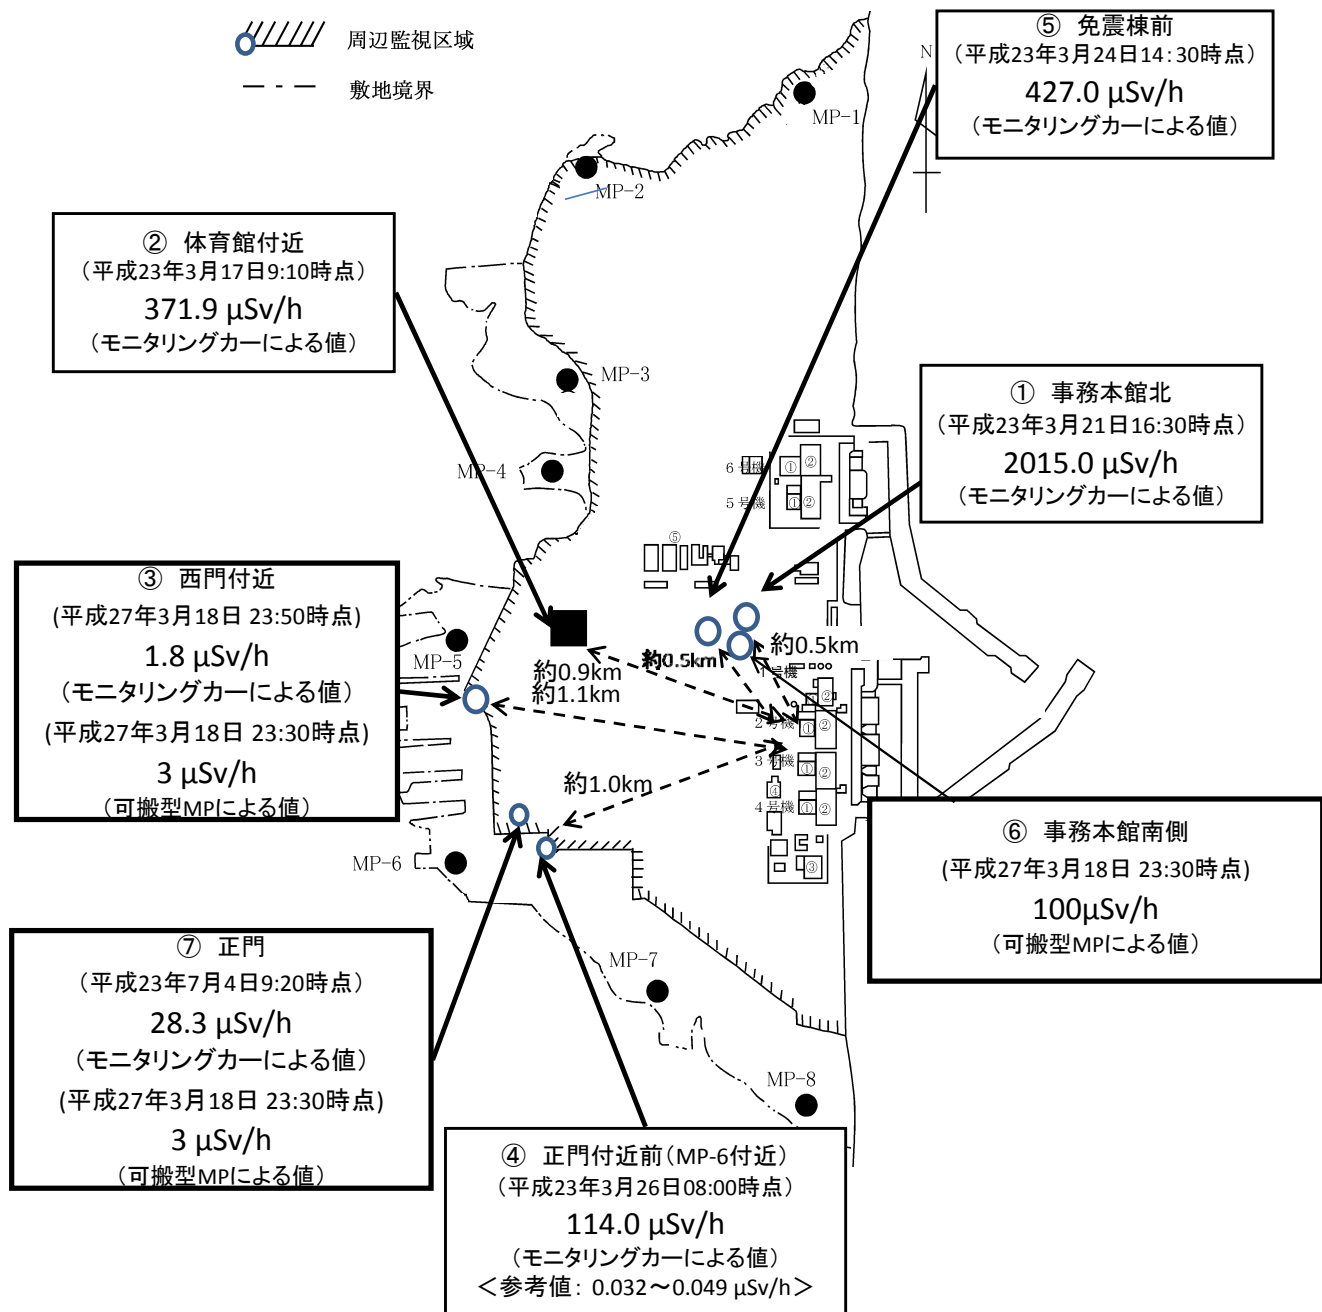 周辺監視区域
敷地境界
⑤ 免震棟前
(平成23年3月24日14:30時点)
427.0 μSv/h
(モニタリングカーによる値)
N
MP-1
MP-2
② 体育館付近
(平成23年3月17日9:10時点)
371.9 μSv/h
(モニタリングカーによる値)
MP-3
MP-4
① 事務本館北
(平成23年3月21日16:30時点)
2015.0 μSv/h
(モニタリングカーによる値)
6号機
① ②
5号機
① ②
⑤
③ 西門付近
(平成27年3月18日 23:50時点)
1.8 μSv/h
(モニタリングカーによる値)
(平成27年3月18日 23:30時点)
3 μSv/h
(可搬型MPによる値)
MP-5
約0.9km
約1.1km
約0.5km
約0.5km
1号機
②
2号機
① ②
3号機
① ②
④
4号機
① ②
③
約1.0km
MP-6
⑥ 事務本館南側
(平成27年3月18日 23:30時点)
100μSv/h
(可搬型MPによる値)
⑦ 正門
(平成23年7月4日9:20時点)
28.3 μSv/h
(モニタリングカーによる値)
(平成27年3月18日 23:30時点)
3 μSv/h
(可搬型MPによる値)
MP-7
MP-8
④ 正門付近前(MP-6付近)
(平成23年3月26日08:00時点)
114.0 μSv/h
(モニタリングカーによる値)
<参考値: 0.032～0.049 μSv/h>